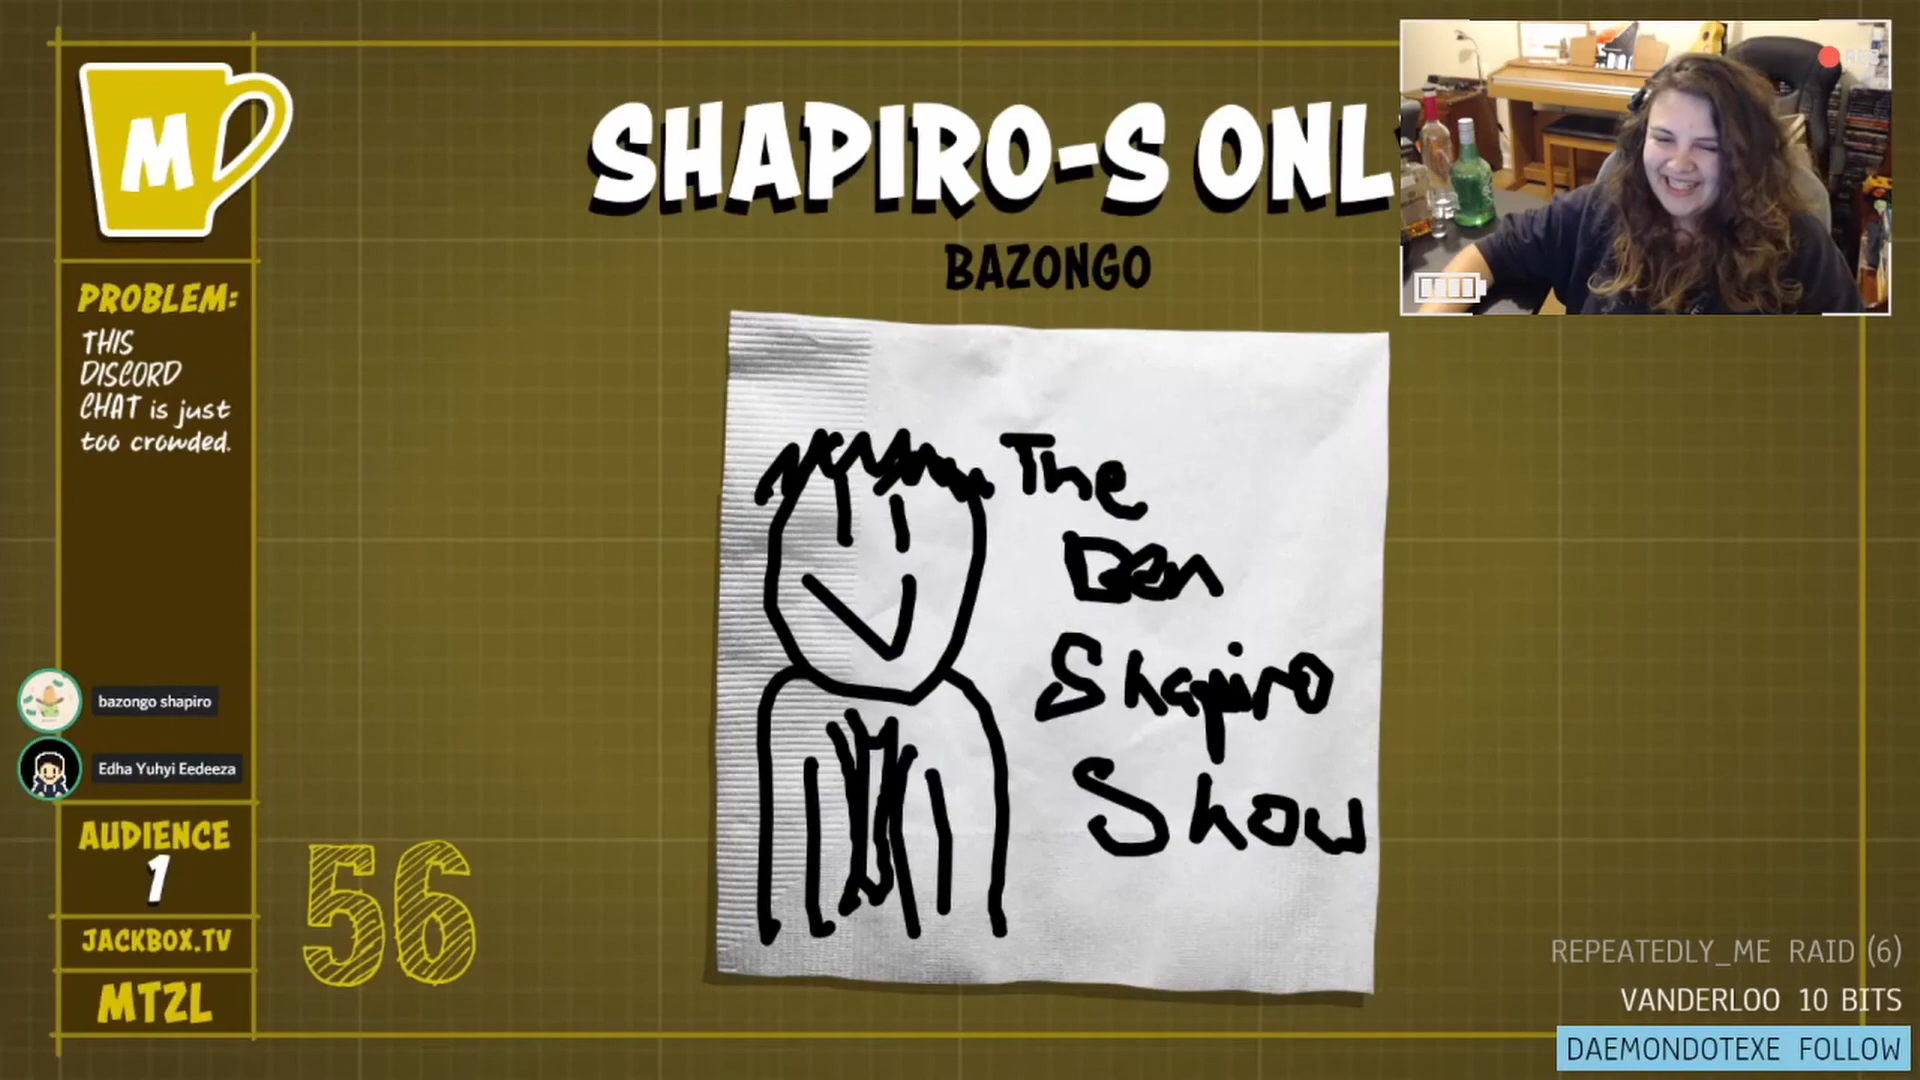 M
SHAPIRO-S ONL
BAZONGO
PROBLEM:
THIS
DISCORD
CHAT is just
too crowded.
The
Ben
Shapiro
Show
bazongo shapiro
Edha Yuhyi Eedeeza
AUDIENCE
1
JACKBOX.TV
MTZL
56
REPEATEDLY_ME RAID (6)
VANDERLOO 10 BITS
DAEMONDOTEXE FOLLOW